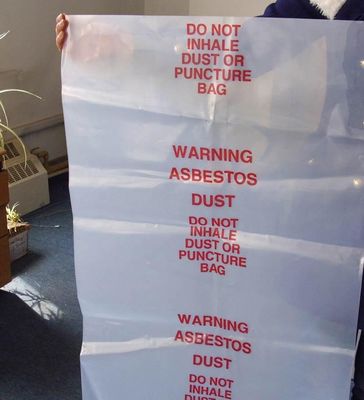 DO NOT
INHALE
DUST OR
PUNCTURE
BAG
WARNING
ASBESTOS
DUST
DO NOT
INHALE
DUST OR
PUNCTURE
BAG
WARNING
ASBESTOS
DUST
DO NOT
INHALE
DUST OR